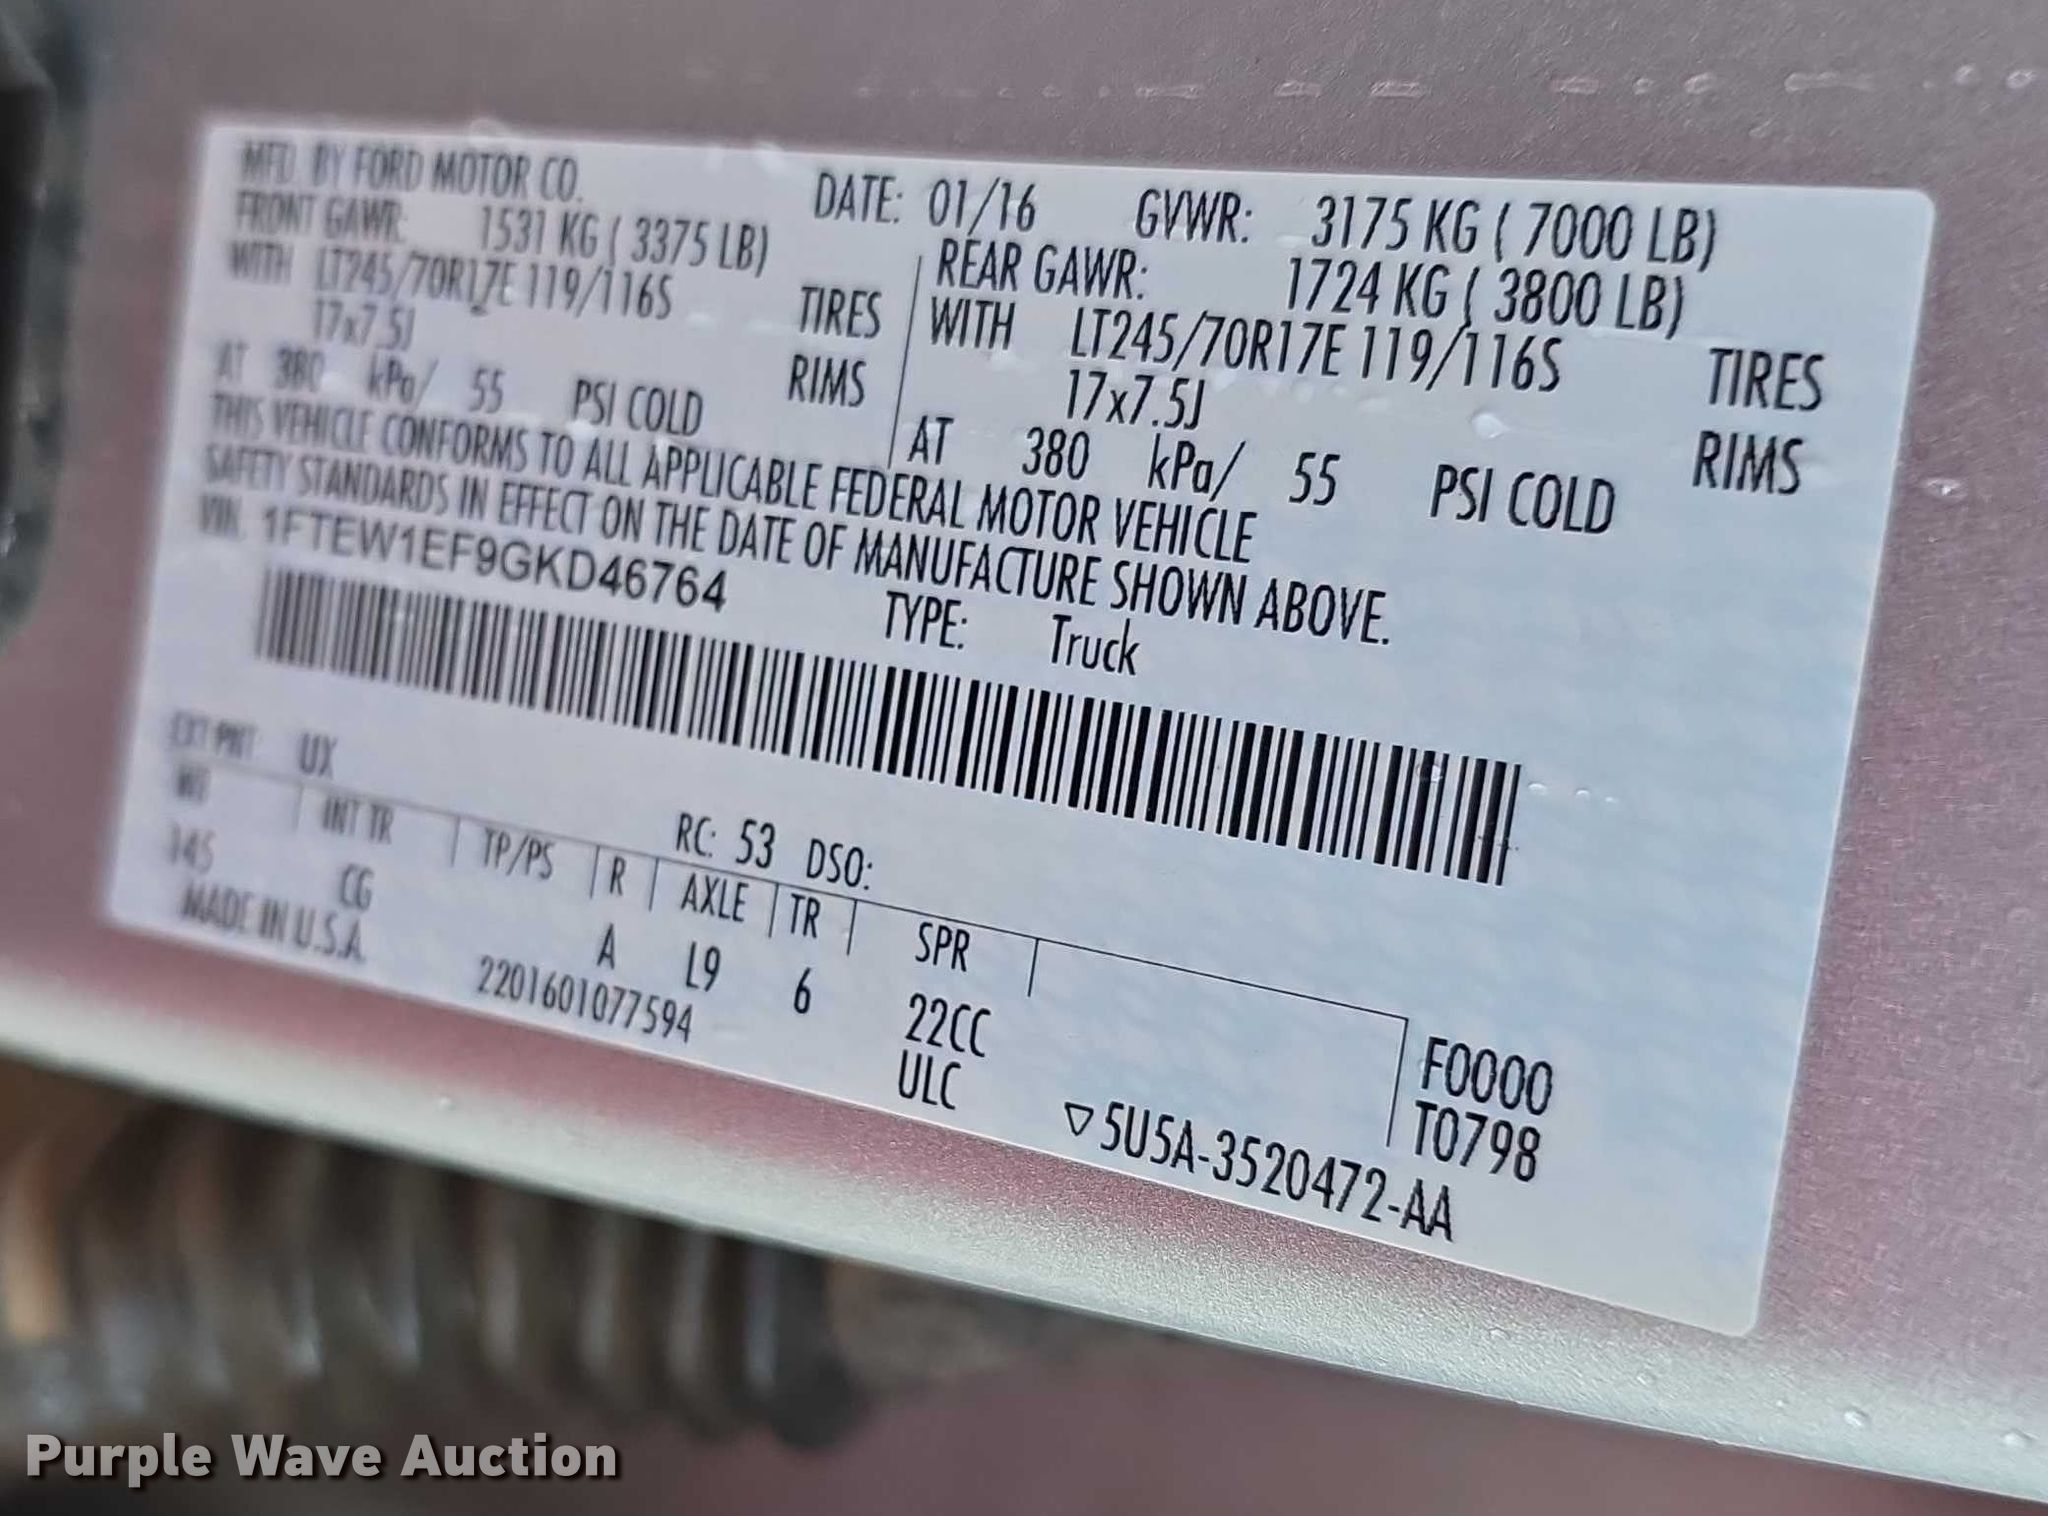 MFD. BY FORD MOTOR CO. DATE: 01/16 GVWR: 3175 KG ( 7000 LB)
FRONT GAWR: 1531 KG ( 3375 LB) REAR GAWR: 1724 KG ( 3800 LB)
WITH LT245/70R17E 119/116S TIRES WITH LT245/70R17E 119/116S TIRES
17x7.5J RIMS 17x7.5J RIMS
AT 380 kPa/ 55 PSI COLD AT 380 kPa/ 55 PSI COLD
THIS VEHICLE CONFORMS TO ALL APPLICABLE FEDERAL MOTOR VEHICLE
SAFETY STANDARDS IN EFFECT ON THE DATE OF MANUFACTURE SHOWN ABOVE.
VIN: 1FTEW1EF9GKD46764 TYPE: Truck
EXT PNT UX RC: 53 DSO:
WB INT TR TP/PS R AXLE TR SPR
145 CG A L9 6 22CC F0000
MADE IN U.S.A. 2201601077594 ULC T0798
▽5U5A-3520472-AA
Purple Wave Auction